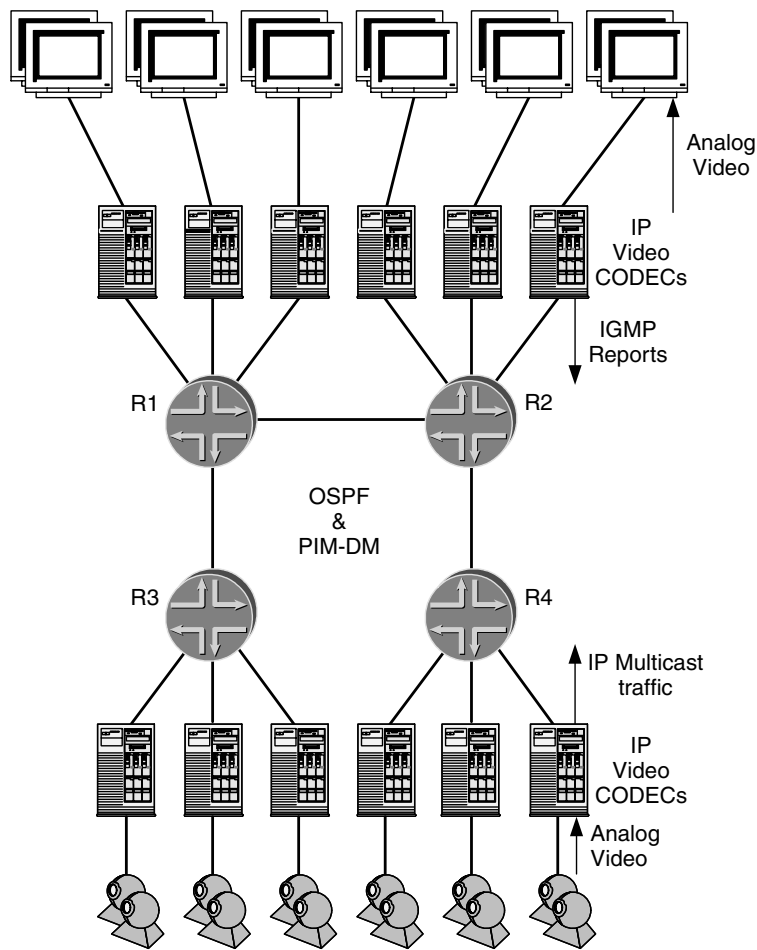 Analog
Video
IP
Video
CODECs
IGMP
Reports
R1
R2
OSPF
&
PIM-DM
R3
R4
IP Multicast
traffic
IP
Video
CODECs
Analog
Video